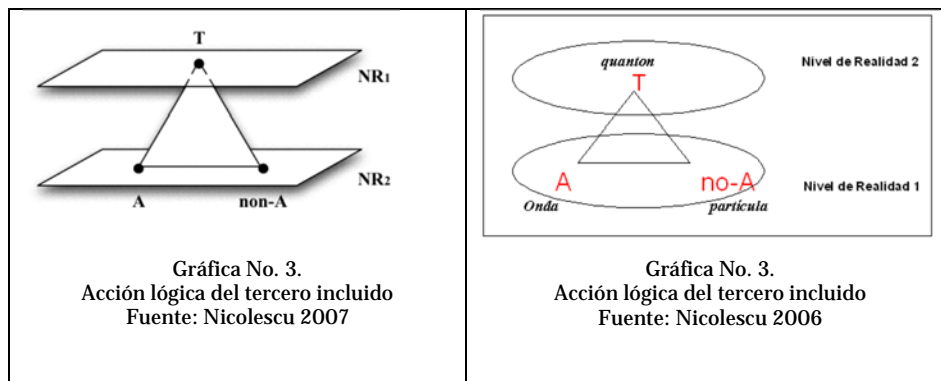 T
NR1
NR2
A
non-A
Gráfica No. 3.
Acción lógica del tercero incluido
Fuente: Nicolescu 2007
quanton
T
Nivel de Realidad 2
A
no-A
Nivel de Realidad 1
Onda
partícula
Gráfica No. 3.
Acción lógica del tercero incluido
Fuente: Nicolescu 2006